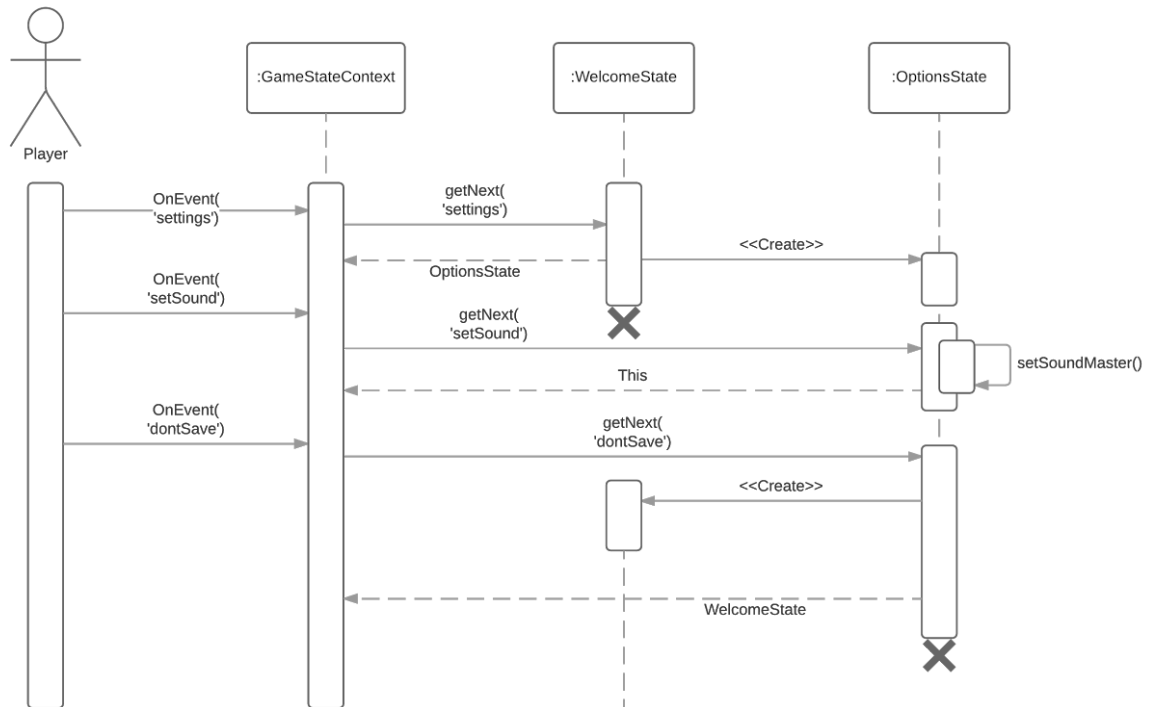 :GameStateContext
:WelcomeState
:OptionsState
Player
OnEvent(
'settings')
getNext(
'settings')
<<Create>>
OptionsState
OnEvent(
'setSound')
getNext(
'setSound')
setSoundMaster()
This
OnEvent(
'dontSave')
getNext(
'dontSave')
<<Create>>
WelcomeState